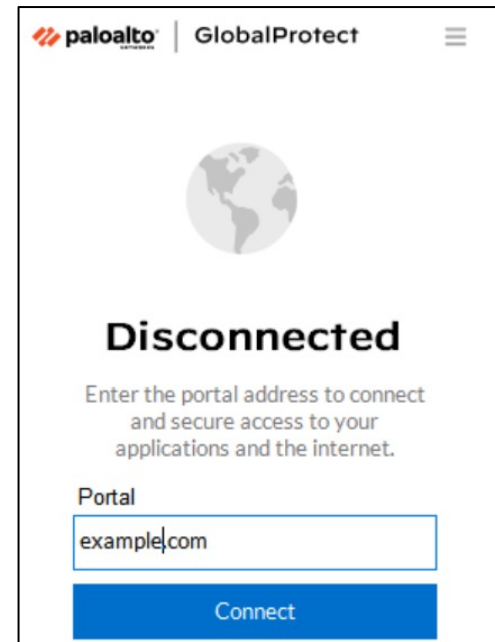 paloalto | GlobalProtect
NETWORKS
Disconnected
Enter the portal address to connect
and secure access to your
applications and the internet.
Portal
example.com
Connect